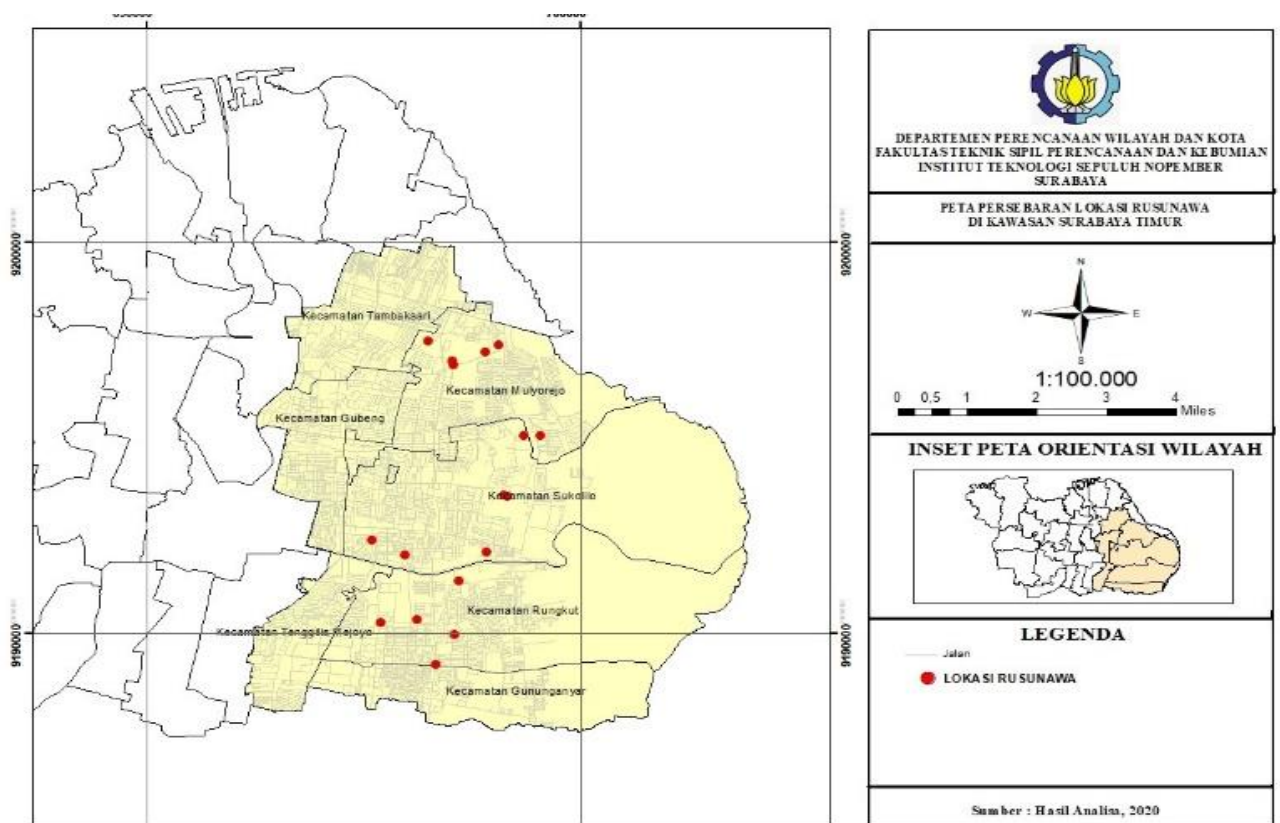 9200000
9200000
Kecamatan Tambaksari
Kecamatan Mulyorejo
Kecamatan Gubeng
Kecamatan Sukolilo
Kecamatan Rungkut
Kecamatan Tenggilis Mejoyo
9190000
9190000
Kecamatan Gununganyar
DEPARTEMEN PERENCANAAN WILAYAH DAN KOTA
FAKULTAS TEKNIK SIPIL PERENCANAAN DAN KEBUMIAN
INSTITUT TEKNOLOGI SEPULUH NOPEMBER
SURABAYA
PETA PERSEBARAN LOKASI RUSUNAWA
DI KAWASAN SURABAYA TIMUR
N
W E
S
1:100.000
0 0,5 1 2 3 4
Miles
INSET PETA ORIENTASI WILAYAH
LEGENDA
Jalan
LOKASI RUSUNAWA
Sumber : Hasil Analisa, 2020